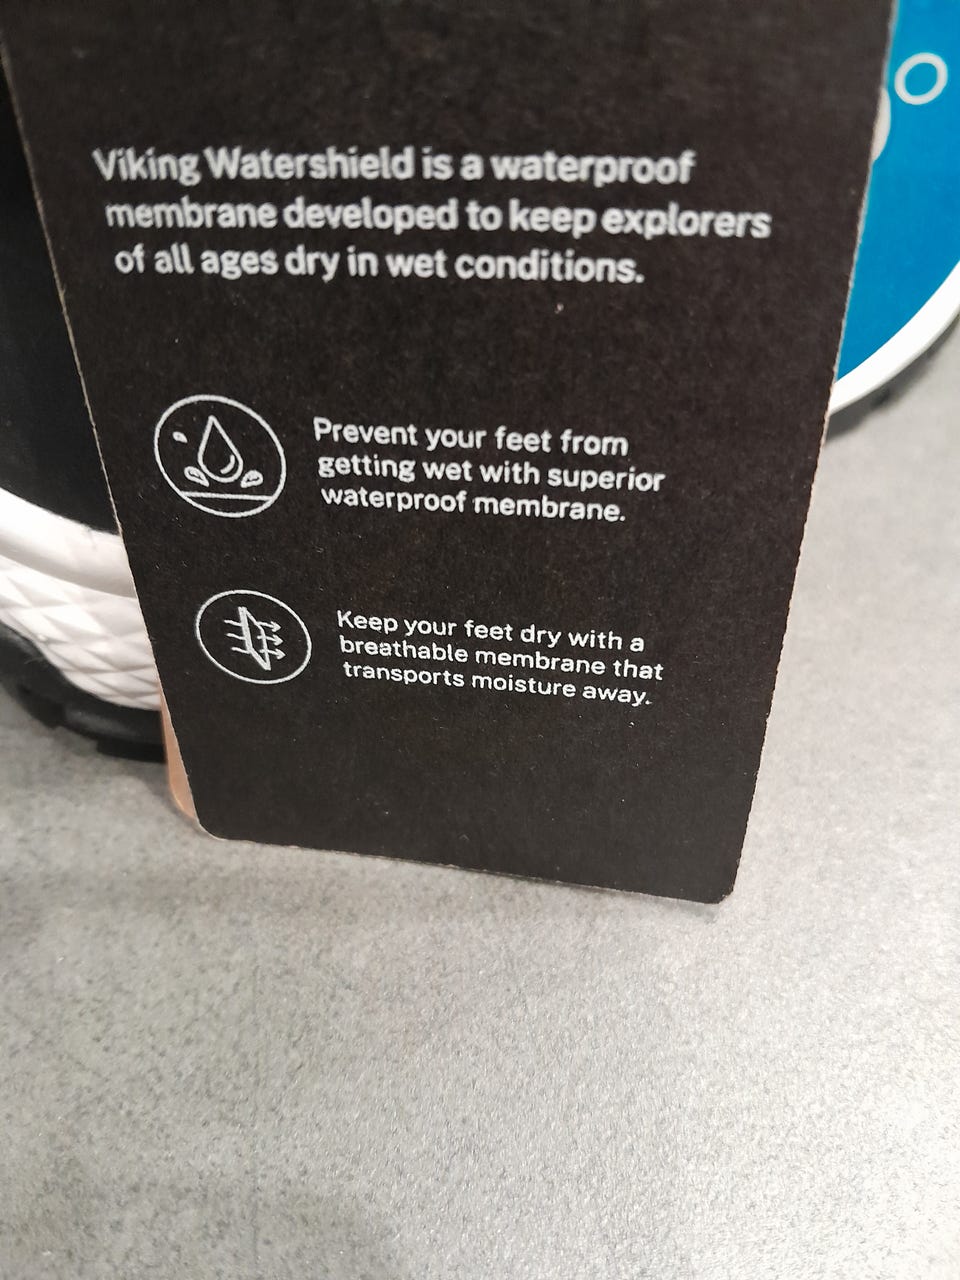 Viking Watershield is a waterproof
membrane developed to keep explorers
of all ages dry in wet conditions.
Prevent your feet from
getting wet with superior
waterproof membrane.
Keep your feet dry with a
breathable membrane that
transports moisture away.